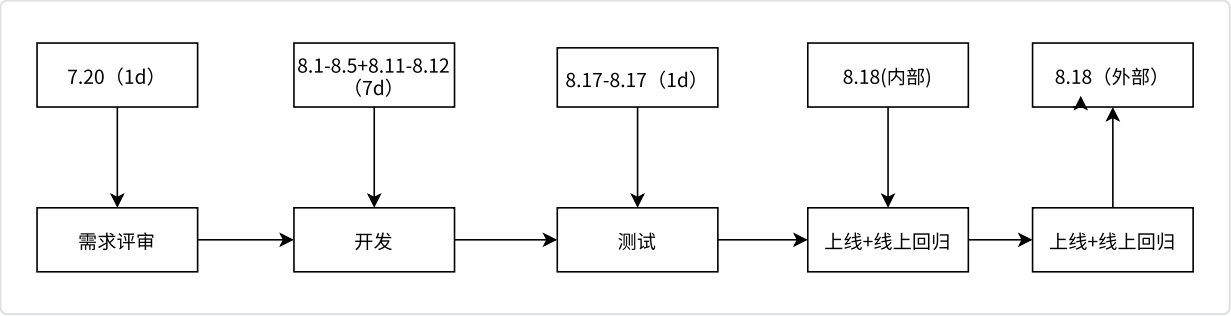 7.20（1d）
8.1-8.5+8.11-8.12
（7d）
8.17-8.17（1d）
8.18(内部)
8.18（外部）
需求评审
开发
测试
上线+线上回归
上线+线上回归